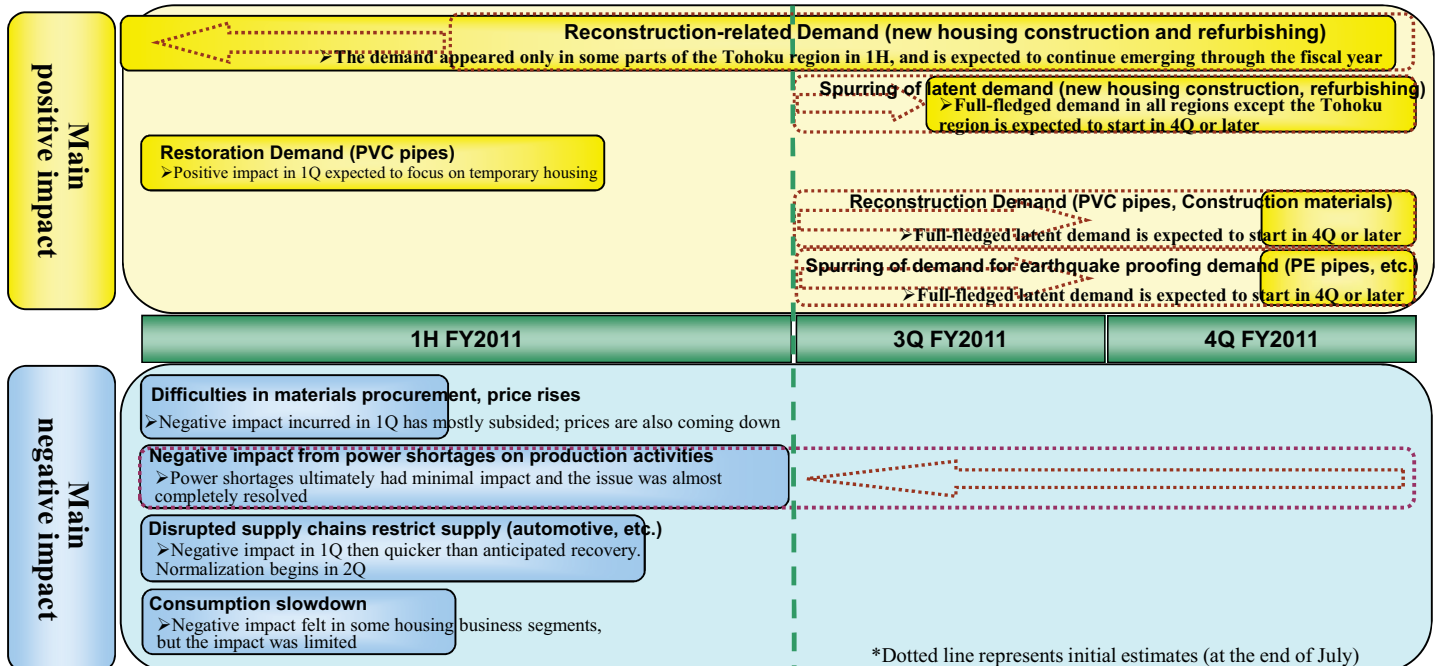 Main
positive impact
Reconstruction-related Demand (new housing construction and refurbishing)
➢The demand appeared only in some parts of the Tohoku region in 1H, and is expected to continue emerging through the fiscal year
Spurring of latent demand (new housing construction, refurbishing)
➢Full-fledged demand in all regions except the Tohoku
region is expected to start in 4Q or later
Restoration Demand (PVC pipes)
➢Positive impact in 1Q expected to focus on temporary housing
Reconstruction Demand (PVC pipes, Construction materials)
➢Full-fledged latent demand is expected to start in 4Q or later
Spurring of demand for earthquake proofing demand (PE pipes, etc.)
➢Full-fledged latent demand is expected to start in 4Q or later
1H FY2011
3Q FY2011
4Q FY2011
Main
negative impact
Difficulties in materials procurement, price rises
➢Negative impact incurred in 1Q has mostly subsided; prices are also coming down
Negative impact from power shortages on production activities
➢Power shortages ultimately had minimal impact and the issue was almost
completely resolved
Disrupted supply chains restrict supply (automotive, etc.)
➢Negative impact in 1Q then quicker than anticipated recovery.
Normalization begins in 2Q
Consumption slowdown
➢Negative impact felt in some housing business segments,
but the impact was limited
*Dotted line represents initial estimates (at the end of July)